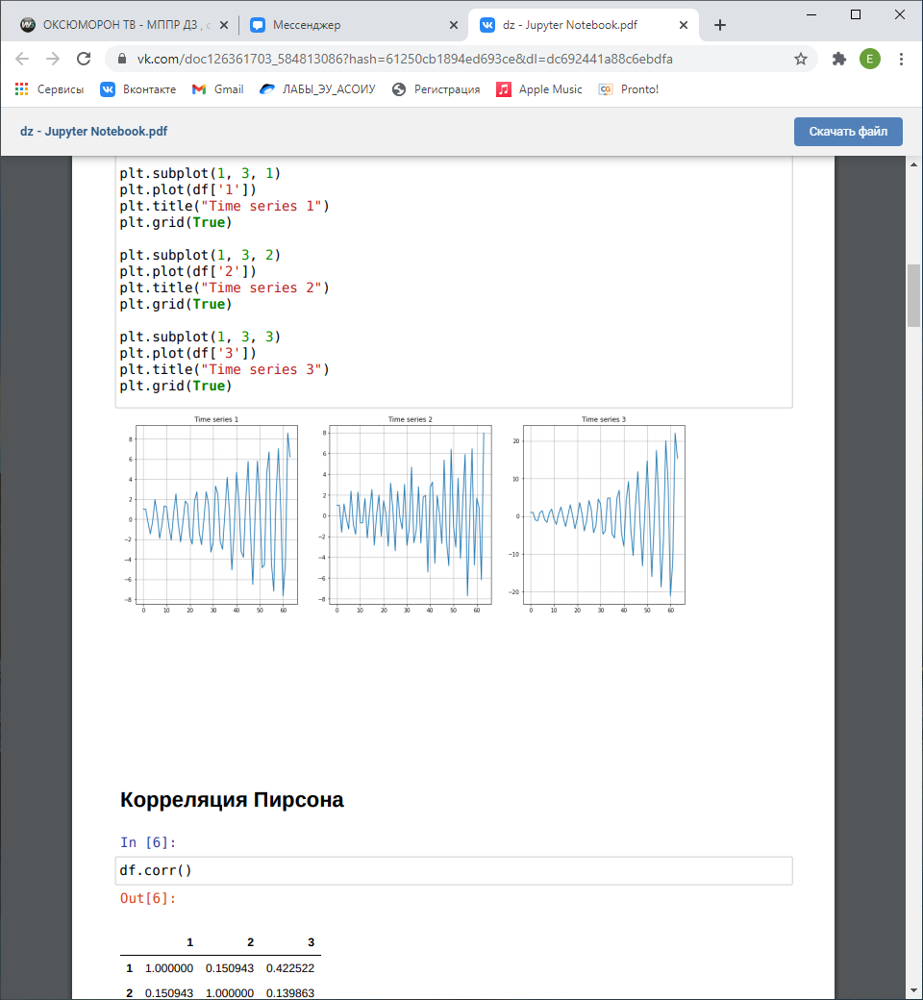 ОКСЮМОРОН ТВ - МППР ДЗ , с
Мессенджер
dz - Jupyter Notebook.pdf
vk.com/doc126361703_584813086?hash=61250cb1894ed693ce&dl=dc692441a88c6ebdfa
E
Сервисы
Вконтакте
Gmail
ЛАБЫ_ЭУ_АСОИУ
Регистрация
Apple Music
Pronto!
dz - Jupyter Notebook.pdf
Скачать файл
plt.subplot(1, 3, 1)
plt.plot(df['1'])
plt.title("Time series 1")
plt.grid(True)
plt.subplot(1, 3, 2)
plt.plot(df['2'])
plt.title("Time series 2")
plt.grid(True)
plt.subplot(1, 3, 3)
plt.plot(df['3'])
plt.title("Time series 3")
plt.grid(True)
Time series 1
8
6
4
2
0
−2
−4
−6
−8
0 10 20 30 40 50 60
Time series 2
8
6
4
2
0
−2
−4
−6
−8
0 10 20 30 40 50 60
Time series 3
20
10
0
−10
−20
0 10 20 30 40 50 60
Корреляция Пирсона
In [6]:
df.corr()
Out[6]:
1 2 3
1 1.000000 0.150943 0.422522
2 0.150943 1.000000 0.139863